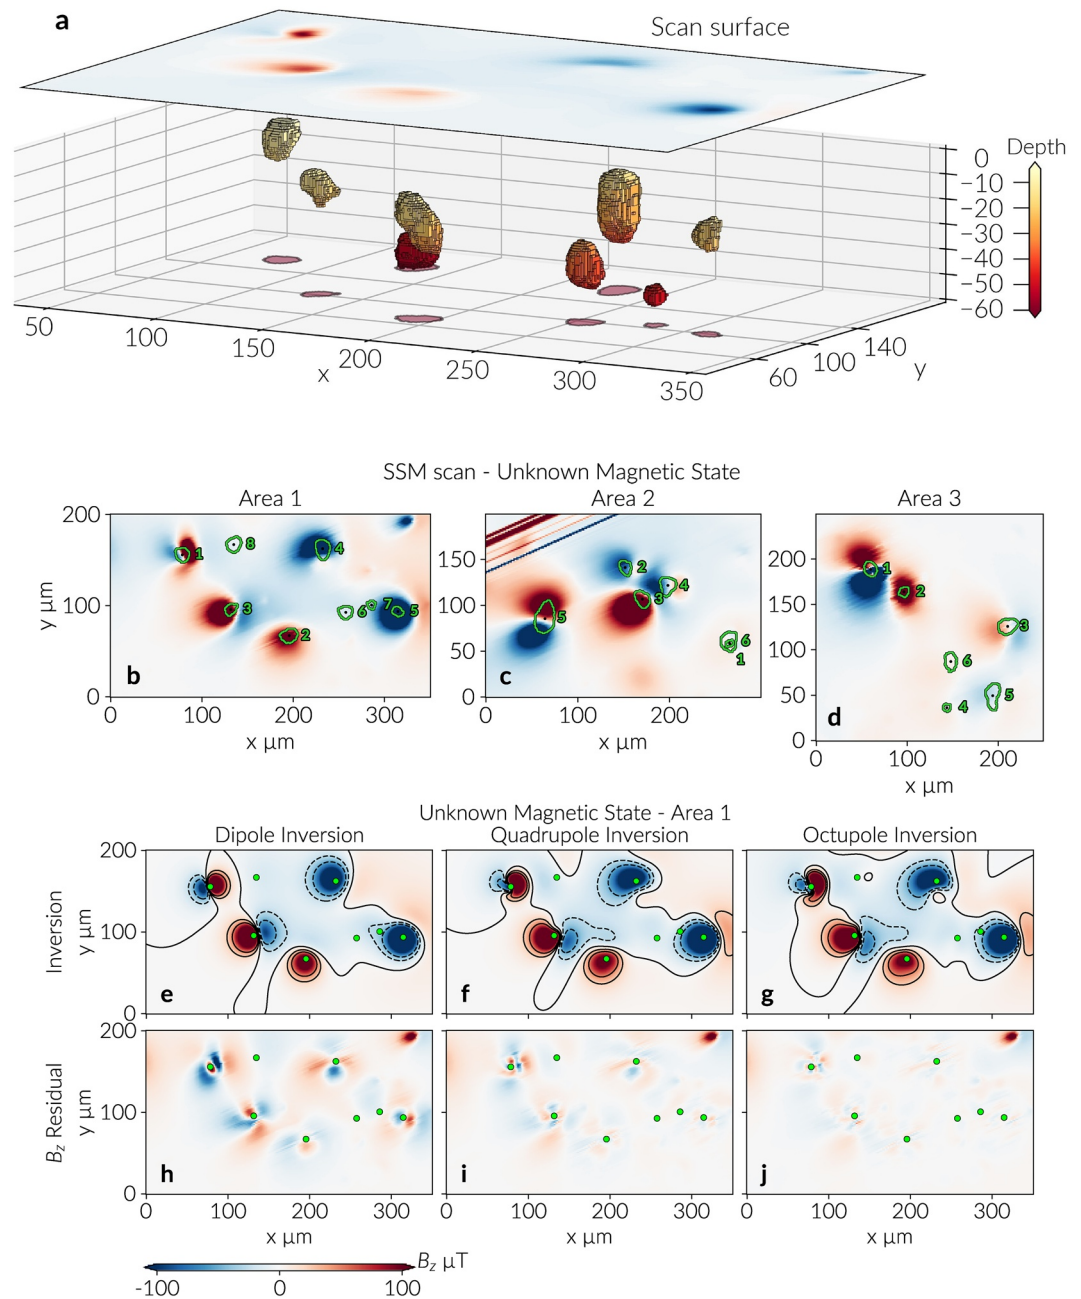 a
Scan surface
Depth
0
−10
−20
−30
−40
−50
−60
50
100
150
200
250
300
350
x
60
100
140
y
SSM scan - Unknown Magnetic State
Area 1
Area 2
Area 3
200
100
0
y μm
1
8
4
3
7
6
5
2
b
0
100
200
300
x μm
150
100
50
0
2
4
3
5
6
1
c
0
100
200
x μm
200
150
100
50
0
1
2
3
6
5
4
d
0
100
200
x μm
Unknown Magnetic State - Area 1
Dipole Inversion
Quadrupole Inversion
Octupole Inversion
Inversion
y μm
200
100
0
e
f
g
Bz Residual
y μm
200
100
0
h
i
j
0
100
200
300
0
100
200
300
0
100
200
300
x μm
x μm
x μm
Bz μT
-100
0
100